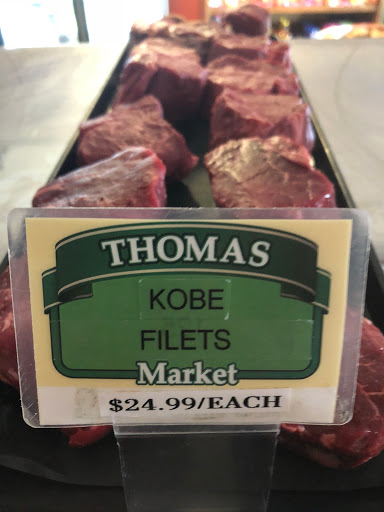 THOMAS
KOBE
FILETS
Market
$24.99/EACH